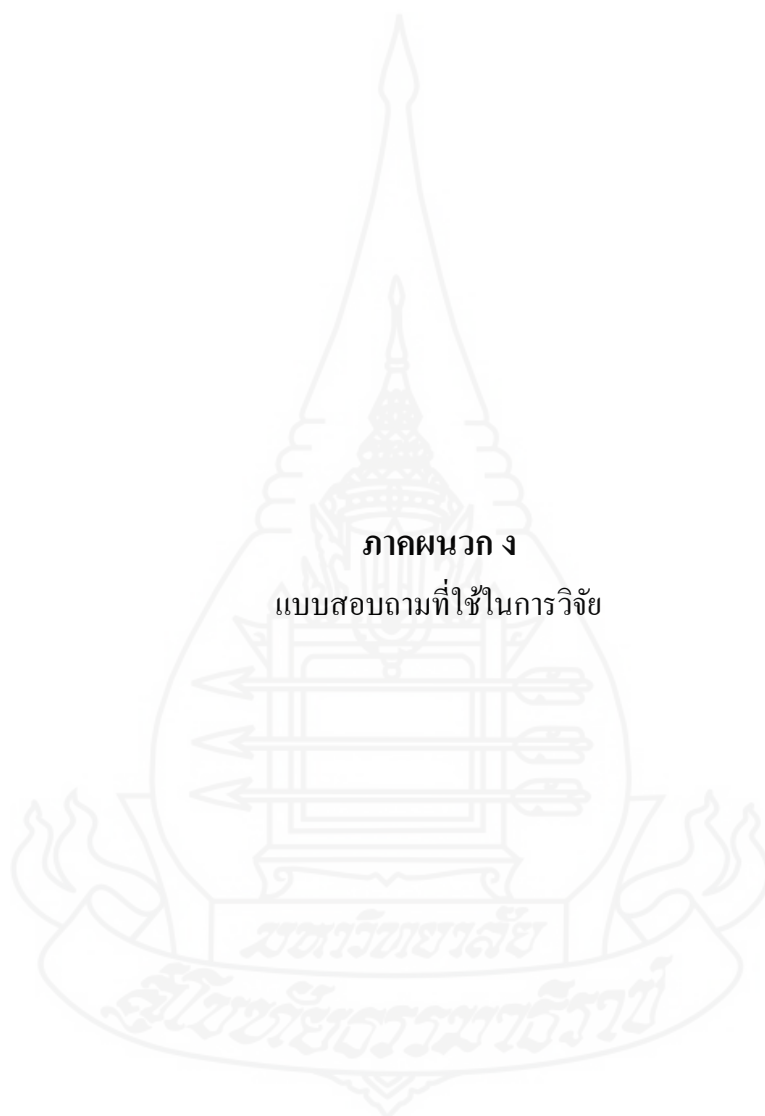 ภาคผนวก ง
แบบสอบถามที่ใช้ในการวิจัย
มหาวิทยาลัย
สุโขทัยธรรมาธิราช